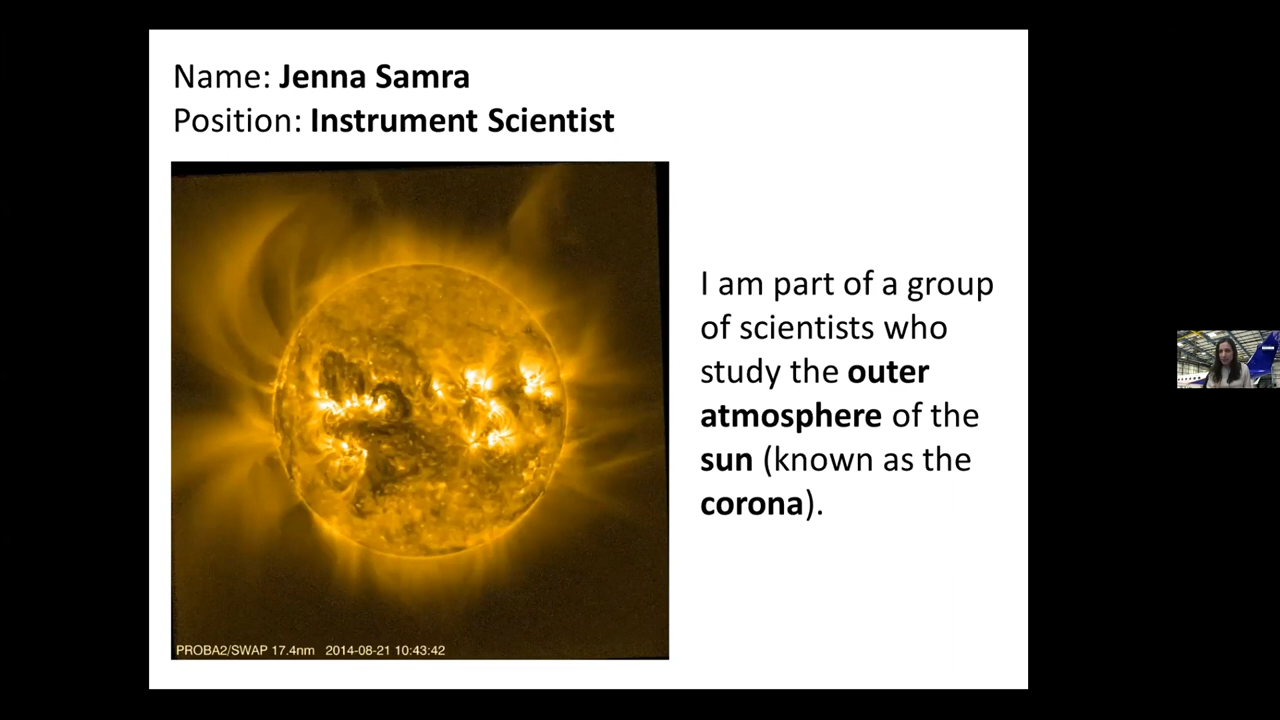 Name: Jenna Samra
Position: Instrument Scientist
I am part of a group
of scientists who
study the outer
atmosphere of the
sun (known as the
corona).
PROBA2/SWAP 17.4nm 2014-08-21 10:43:42